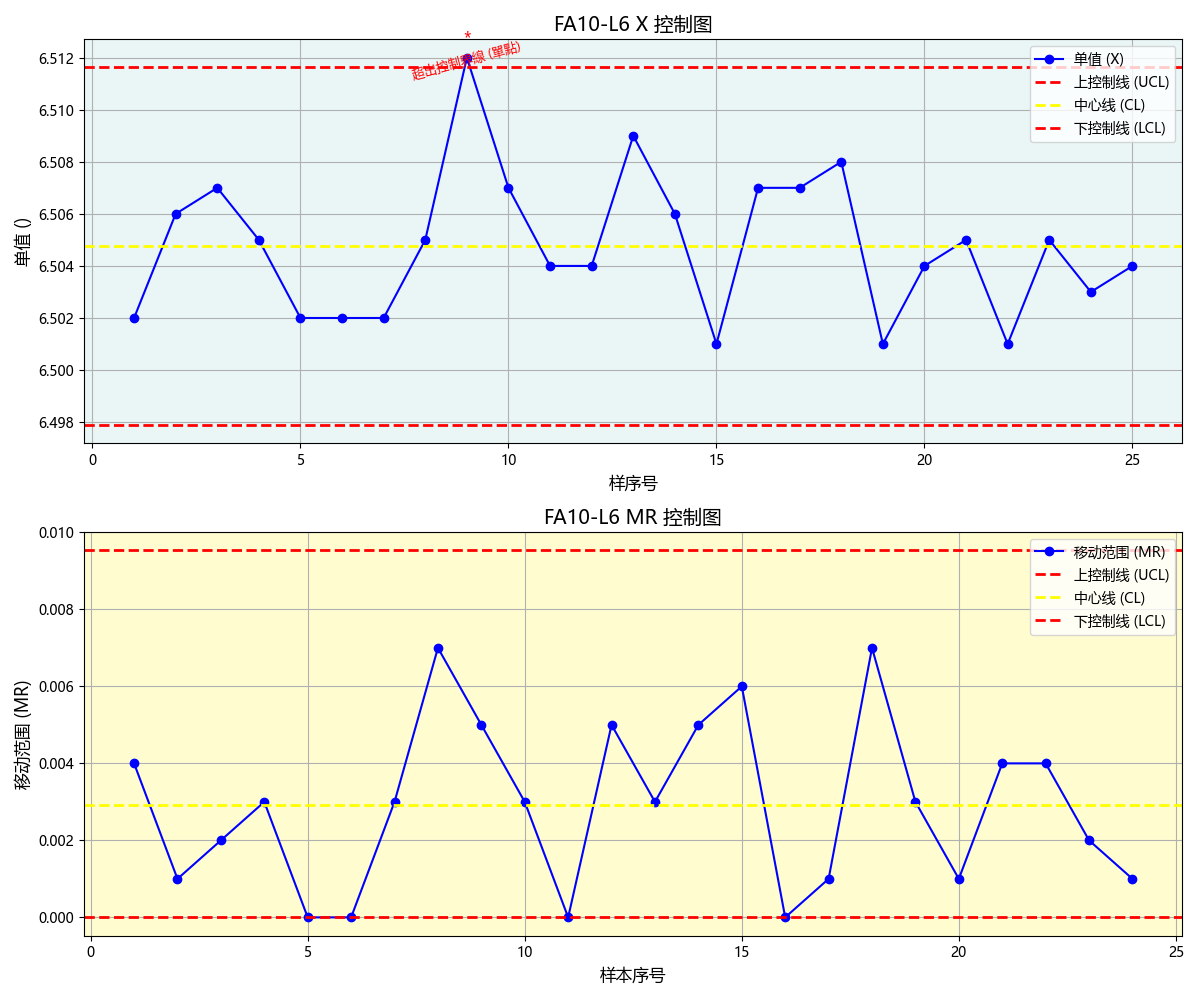 FA10-L6 X 控制图
*
超出控制界線 (單點)
单值 (X)
上控制线 (UCL)
中心线 (CL)
下控制线 (LCL)
单值 ()
6.512
6.510
6.508
6.506
6.504
6.502
6.500
6.498
0 5 10 15 20 25
样序号
FA10-L6 MR 控制图
移动范围 (MR)
上控制线 (UCL)
中心线 (CL)
下控制线 (LCL)
移动范围 (MR)
0.010
0.008
0.006
0.004
0.002
0.000
0 5 10 15 20 25
样本序号